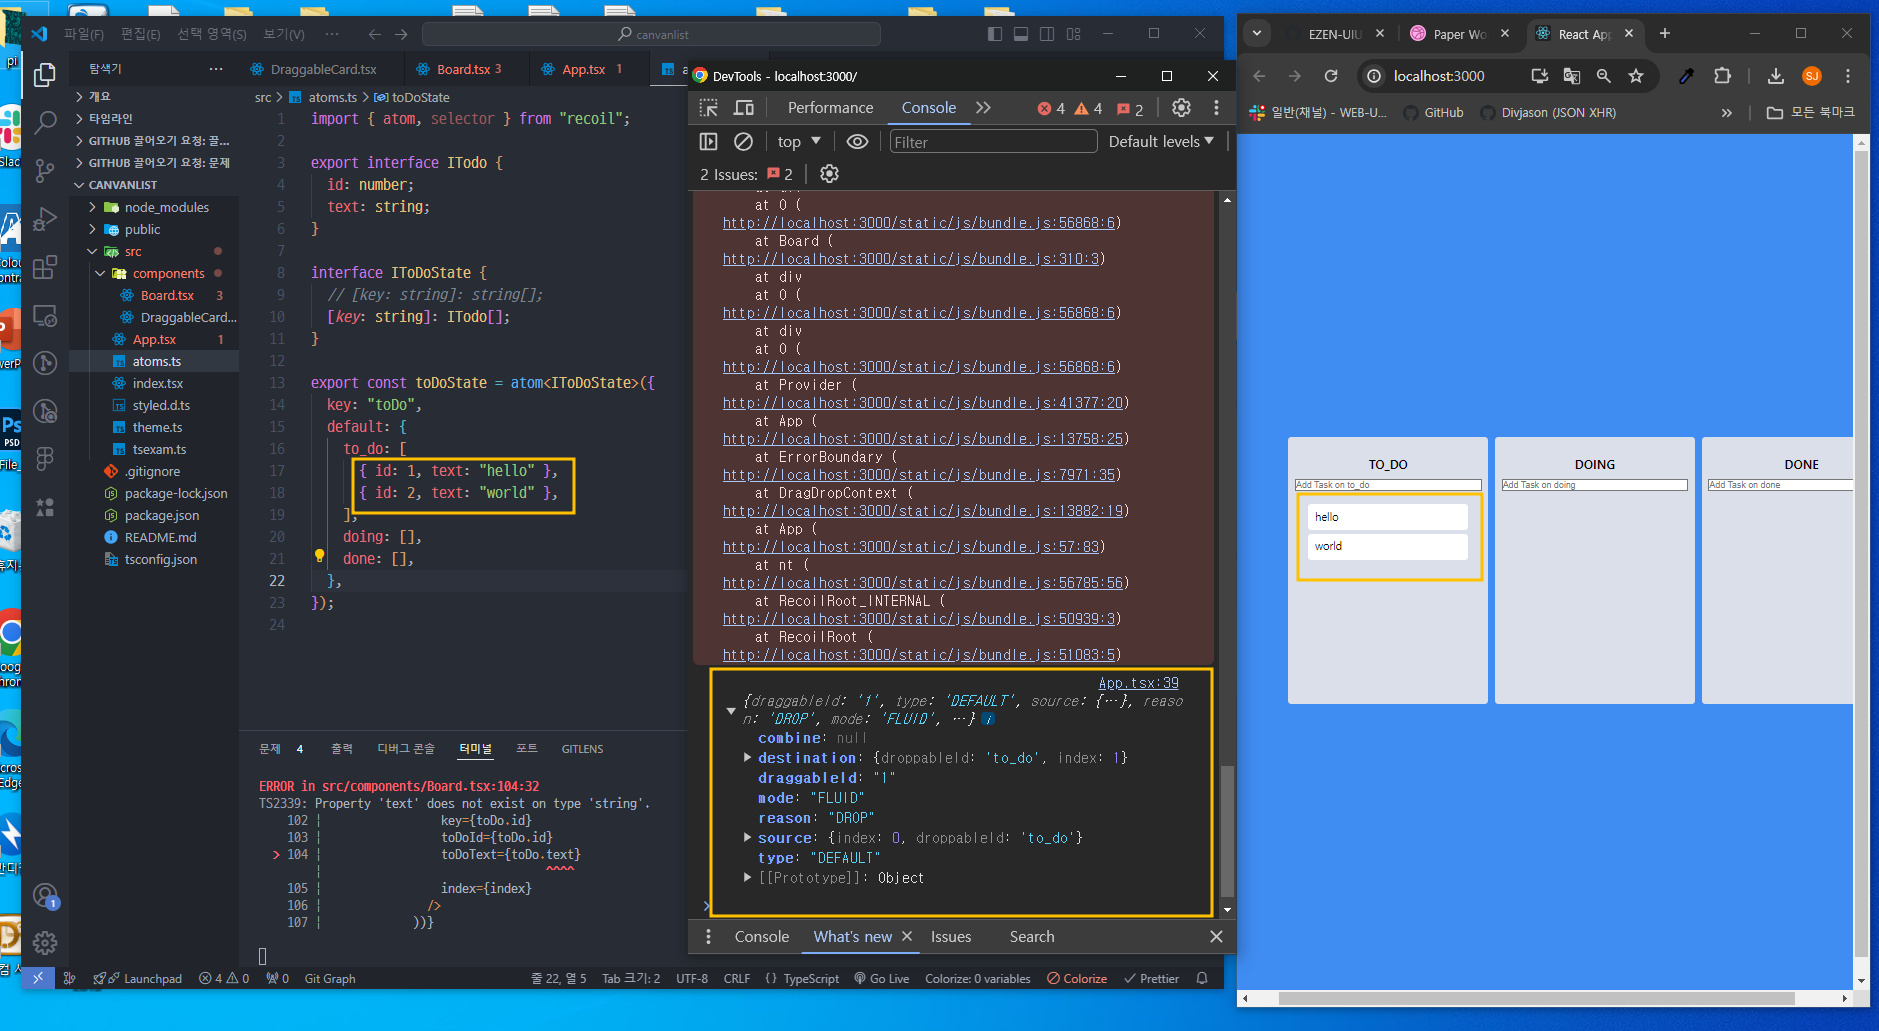 파일(F) 편집(E) 선택 영역(S) 보기(V) ··· canvanlist
탐색기 ···
개요
타임라인
GITHUB 끌어오기 요청: 끌...
GITHUB 끌어오기 요청: 문제
CANVANLIST
node_modules
public
src
components
Board.tsx 3
DraggableCard...
App.tsx 1
atoms.ts
index.tsx
styled.d.ts
theme.ts
tsexam.ts
.gitignore
package-lock.json
package.json
README.md
tsconfig.json
DraggableCard.tsx Board.tsx 3 App.tsx 1
src > atoms.ts > toDoState
1 import { atom, selector } from "recoil";
2
3 export interface ITodo {
4 id: number;
5 text: string;
6 }
7
8 interface IToDoState {
9 // [key: string]: string[];
10 [key: string]: ITodo[];
11 }
12
13 export const toDoState = atom<IToDoState>({
14 key: "toDo",
15 default: {
16 to_do: [
17 { id: 1, text: "hello" },
18 { id: 2, text: "world" },
19 ],
20 doing: [],
21 done: [],
22 },
23 });
24
문제 4 출력 디버그 콘솔 터미널 포트 GITLENS
ERROR in src/components/Board.tsx:104:32
TS2339: Property 'text' does not exist on type 'string'.
102 | key={toDo.id}
103 | toDoId={toDo.id}
> 104 | toDoText={toDo.text}
| ^^^^
105 | index={index}
106 | />
107 | ))}
Launchpad 4 0 0 Git Graph 줄 22, 열 5 Tab 크기: 2 UTF-8 CRLF {} TypeScript Go Live Colorize: 0 variables Colorize Prettier
DevTools - localhost:3000/
Performance Console 4 4 2
top Filter Default levels
2 Issues: 2
at O (
http://localhost:3000/static/js/bundle.js:56868:6)
at Board (
http://localhost:3000/static/js/bundle.js:310:3)
at div
at O (
http://localhost:3000/static/js/bundle.js:56868:6)
at div
at O (
http://localhost:3000/static/js/bundle.js:56868:6)
at Provider (
http://localhost:3000/static/js/bundle.js:41377:20)
at App (
http://localhost:3000/static/js/bundle.js:13758:25)
at ErrorBoundary (
http://localhost:3000/static/js/bundle.js:7971:35)
at DragDropContext (
http://localhost:3000/static/js/bundle.js:13882:19)
at App (
http://localhost:3000/static/js/bundle.js:57:83)
at nt (
http://localhost:3000/static/js/bundle.js:56785:56)
at RecoilRoot_INTERNAL (
http://localhost:3000/static/js/bundle.js:50939:3)
at RecoilRoot (
http://localhost:3000/static/js/bundle.js:51083:5)
App.tsx:39
{draggableId: '1', type: 'DEFAULT', source: {…}, reaso
n: 'DROP', mode: 'FLUID', …}
combine: null
destination: {droppableId: 'to_do', index: 1}
draggableId: "1"
mode: "FLUID"
reason: "DROP"
source: {index: 0, droppableId: 'to_do'}
type: "DEFAULT"
[[Prototype]]: Object
Console What's new Issues Search
EZEN-UIU Paper Wo React App
localhost:3000 SJ
일반(채널) - WEB-U... GitHub Divjason (JSON XHR) 모든 북마크
TO_DO DOING DONE
Add Task on to_do Add Task on doing Add Task on done
hello
world